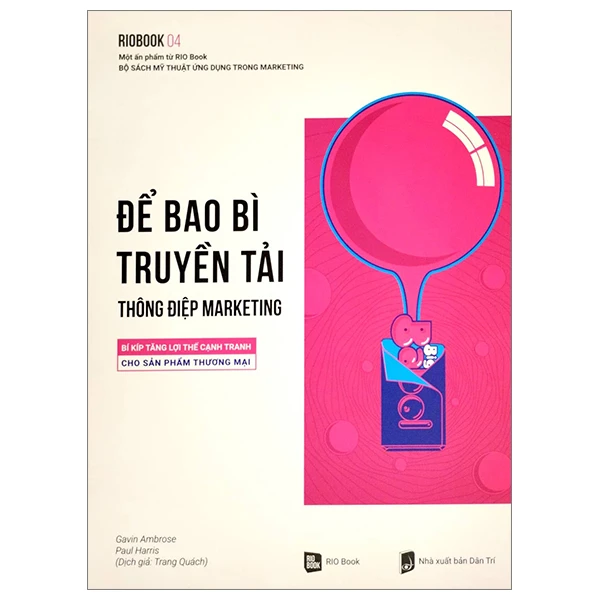 RIOBOOK 04
Một ấn phẩm từ RIO Book
BỘ SÁCH MỸ THUẬT ỨNG DỤNG TRONG MARKETING
ĐỂ BAO BÌ
TRUYỀN TẢI
THÔNG ĐIỆP MARKETING
BÍ KÍP TĂNG LỢI THẾ CẠNH TRANH
CHO SẢN PHẨM THƯƠNG MẠI
Gavin Ambrose
Paul Harris
(Dịch giả: Trang Quách)
RIO BOOK
RIO Book
Nhà xuất bản Dân Trí